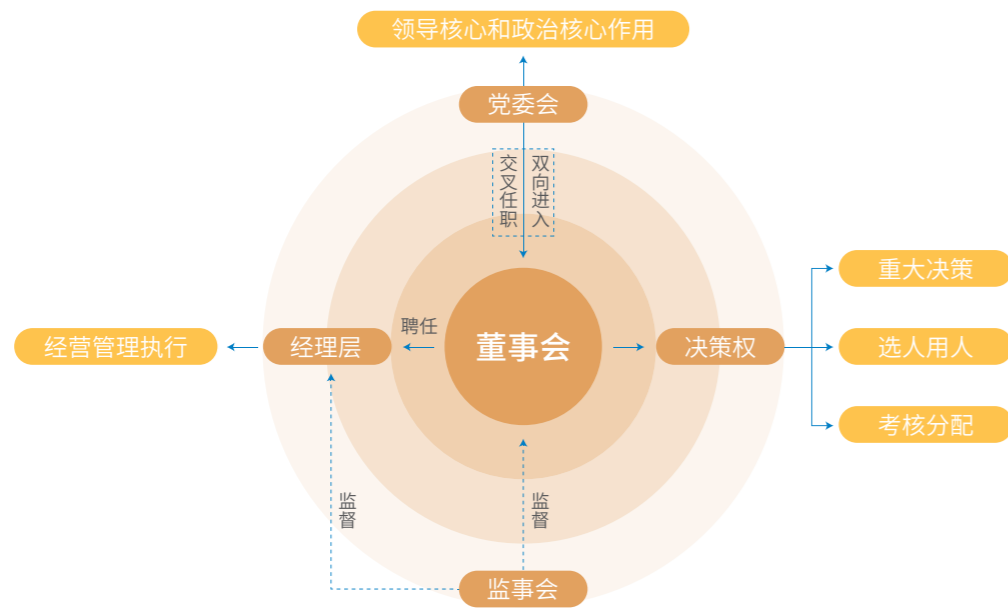 领导核心和政治核心作用
党委会
交叉任职
双向进入
重大决策
聘任
经营管理执行
经理层
董事会
决策权
选人用人
考核分配
监督
监督
监事会